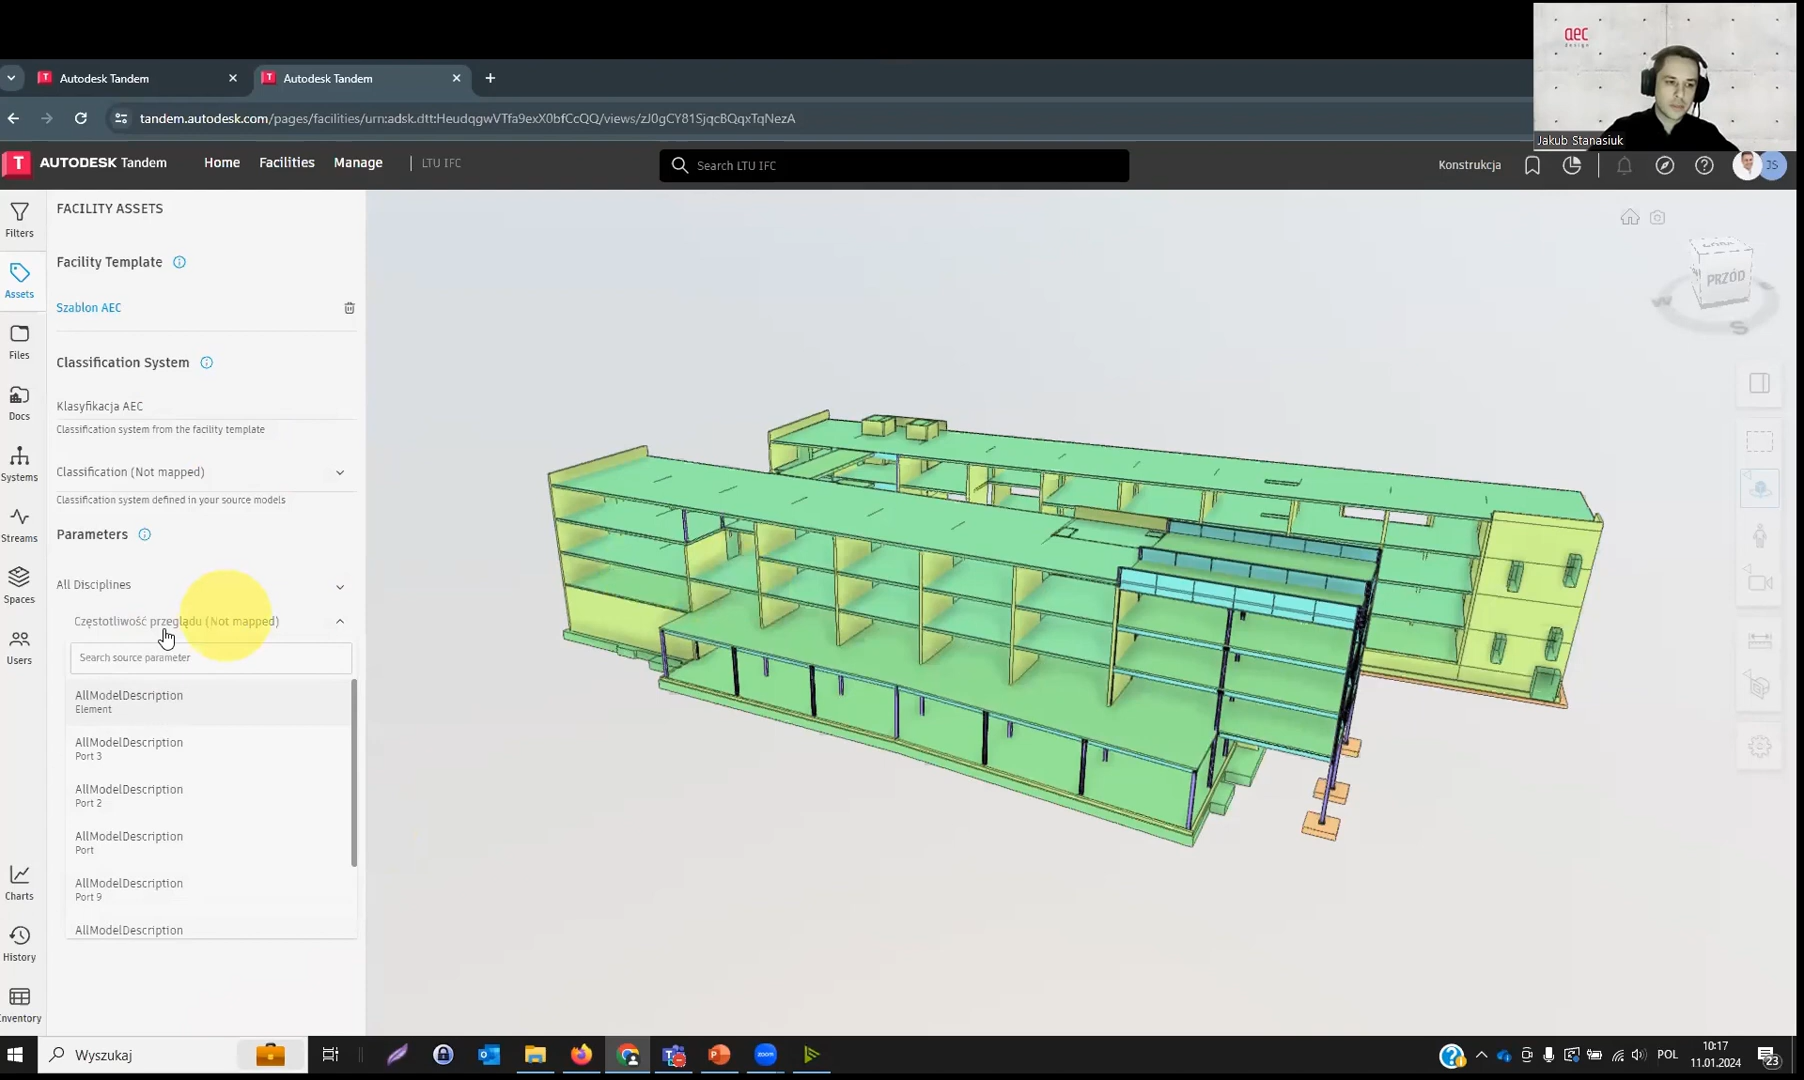 aec
design
Jakub Stanasiuk
Autodesk Tandem
Autodesk Tandem
tandem.autodesk.com/pages/facilities/urn:adsk.dtt:HeudqgwVTfa9exX0bfCcQQ/views/zJ0gCY81SjqcBQqxTqNezA
AUTODESK Tandem
Home
Facilities
Manage
LTU IFC
Search LTU IFC
Konstrukcja
JS
Filters
Assets
Files
Docs
Systems
Streams
Spaces
Users
Charts
History
Inventory
FACILITY ASSETS
Facility Template
Szablon AEC
Classification System
Klasyfikacja AEC
Classification system from the facility template
Classification (Not mapped)
Classification system defined in your source models
Parameters
All Disciplines
Częstotliwość przeglądu (Not mapped)
Search source parameter
AllModelDescription
Element
AllModelDescription
Port 3
AllModelDescription
Port 2
AllModelDescription
Port
AllModelDescription
Port 9
AllModelDescription
PRZÓD
W
S
Wyszukaj
zoom
POL
10:17
11.01.2024
23